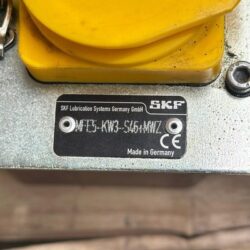 SKF Lubrication Systems Germany GmbH SKF
MFE5-KW3-S46+MWZ
Made in Germany CE